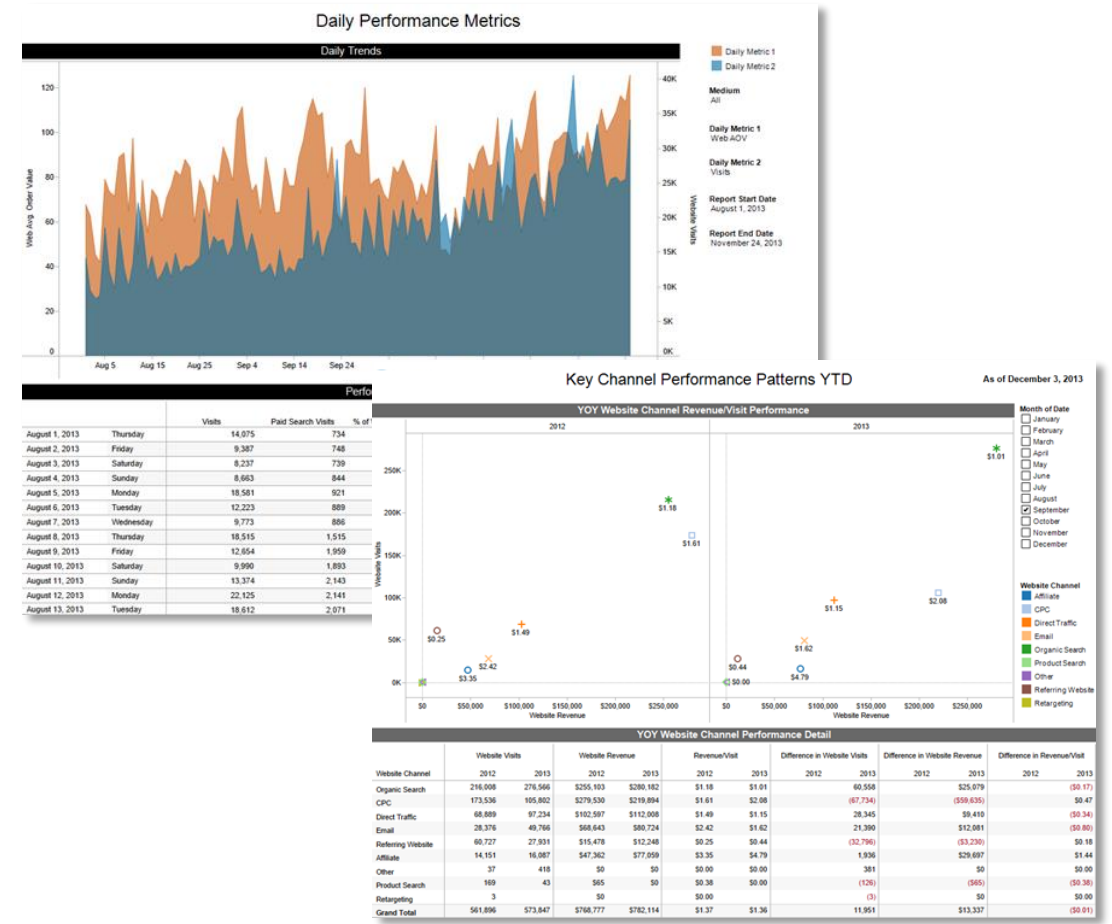 Daily Performance Metrics
Daily Trends
Daily Metric 1
Daily Metric 2
Medium
All
Daily Metric 1
Web AOV
Daily Metric 2
Visits
Report Start Date
August 1, 2013
Report End Date
November 24, 2013
Web Avg. Order Value
120
100
80
60
40
20
0
Website Visits
40K
35K
30K
25K
20K
15K
10K
5K
0K
Aug 5 Aug 15 Aug 25 Sep 4 Sep 14 Sep 24
Perfo
Visits Paid Search Visits % of
August 1, 2013 Thursday 14,075 734
August 2, 2013 Friday 9,387 748
August 3, 2013 Saturday 8,237 739
August 4, 2013 Sunday 8,663 844
August 5, 2013 Monday 18,581 921
August 6, 2013 Tuesday 12,223 889
August 7, 2013 Wednesday 9,773 886
August 8, 2013 Thursday 18,515 1,515
August 9, 2013 Friday 12,654 1,959
August 10, 2013 Saturday 9,990 1,893
August 11, 2013 Sunday 13,374 2,143
August 12, 2013 Monday 22,125 2,141
August 13, 2013 Tuesday 18,612 2,071
Key Channel Performance Patterns YTD
As of December 3, 2013
YOY Website Channel Revenue/Visit Performance
2012 2013
Website Visits
250K
200K
150K
100K
50K
0K
$1.18
$1.61
$0.25
$1.49
$2.42
$3.35
$1.01
$2.08
$1.15
$1.62
$0.44
$4.79
$0.00
$0 $50,000 $100,000 $150,000 $200,000 $250,000 $0 $50,000 $100,000 $150,000 $200,000 $250,000
Website Revenue Website Revenue
Month of Date
January
February
March
April
May
June
July
August
September
October
November
December
Website Channel
Affiliate
CPC
Direct Traffic
Email
Organic Search
Product Search
Other
Referring Website
Retargeting
YOY Website Channel Performance Detail
Website Visits Website Revenue Revenue/Visit Difference in Website Visits Difference in Website Revenue Difference in Revenue/Visit
Website Channel 2012 2013 2012 2013 2012 2013 2012 2013 2012 2013 2012 2013
Organic Search 216,008 276,566 $255,103 $280,182 $1.18 $1.01 60,558 $25,079 ($0.17)
CPC 173,536 105,802 $279,530 $219,894 $1.61 $2.08 (67,734) ($59,635) $0.47
Direct Traffic 68,889 97,234 $102,597 $112,008 $1.49 $1.15 28,345 $9,410 ($0.34)
Email 28,376 49,766 $68,643 $80,724 $2.42 $1.62 21,390 $12,081 ($0.80)
Referring Website 60,727 27,931 $15,478 $12,248 $0.25 $0.44 (32,796) ($3,230) $0.18
Affiliate 14,151 16,087 $47,362 $77,059 $3.35 $4.79 1,936 $29,697 $1.44
Other 37 418 $0 $0 $0.00 $0.00 381 $0 $0.00
Product Search 169 43 $65 $0 $0.38 $0.00 (126) ($65) ($0.38)
Retargeting 3 $0 $0.00 (3) $0 $0.00
Grand Total 561,896 573,847 $768,777 $782,114 $1.37 $1.36 11,951 $13,337 ($0.01)